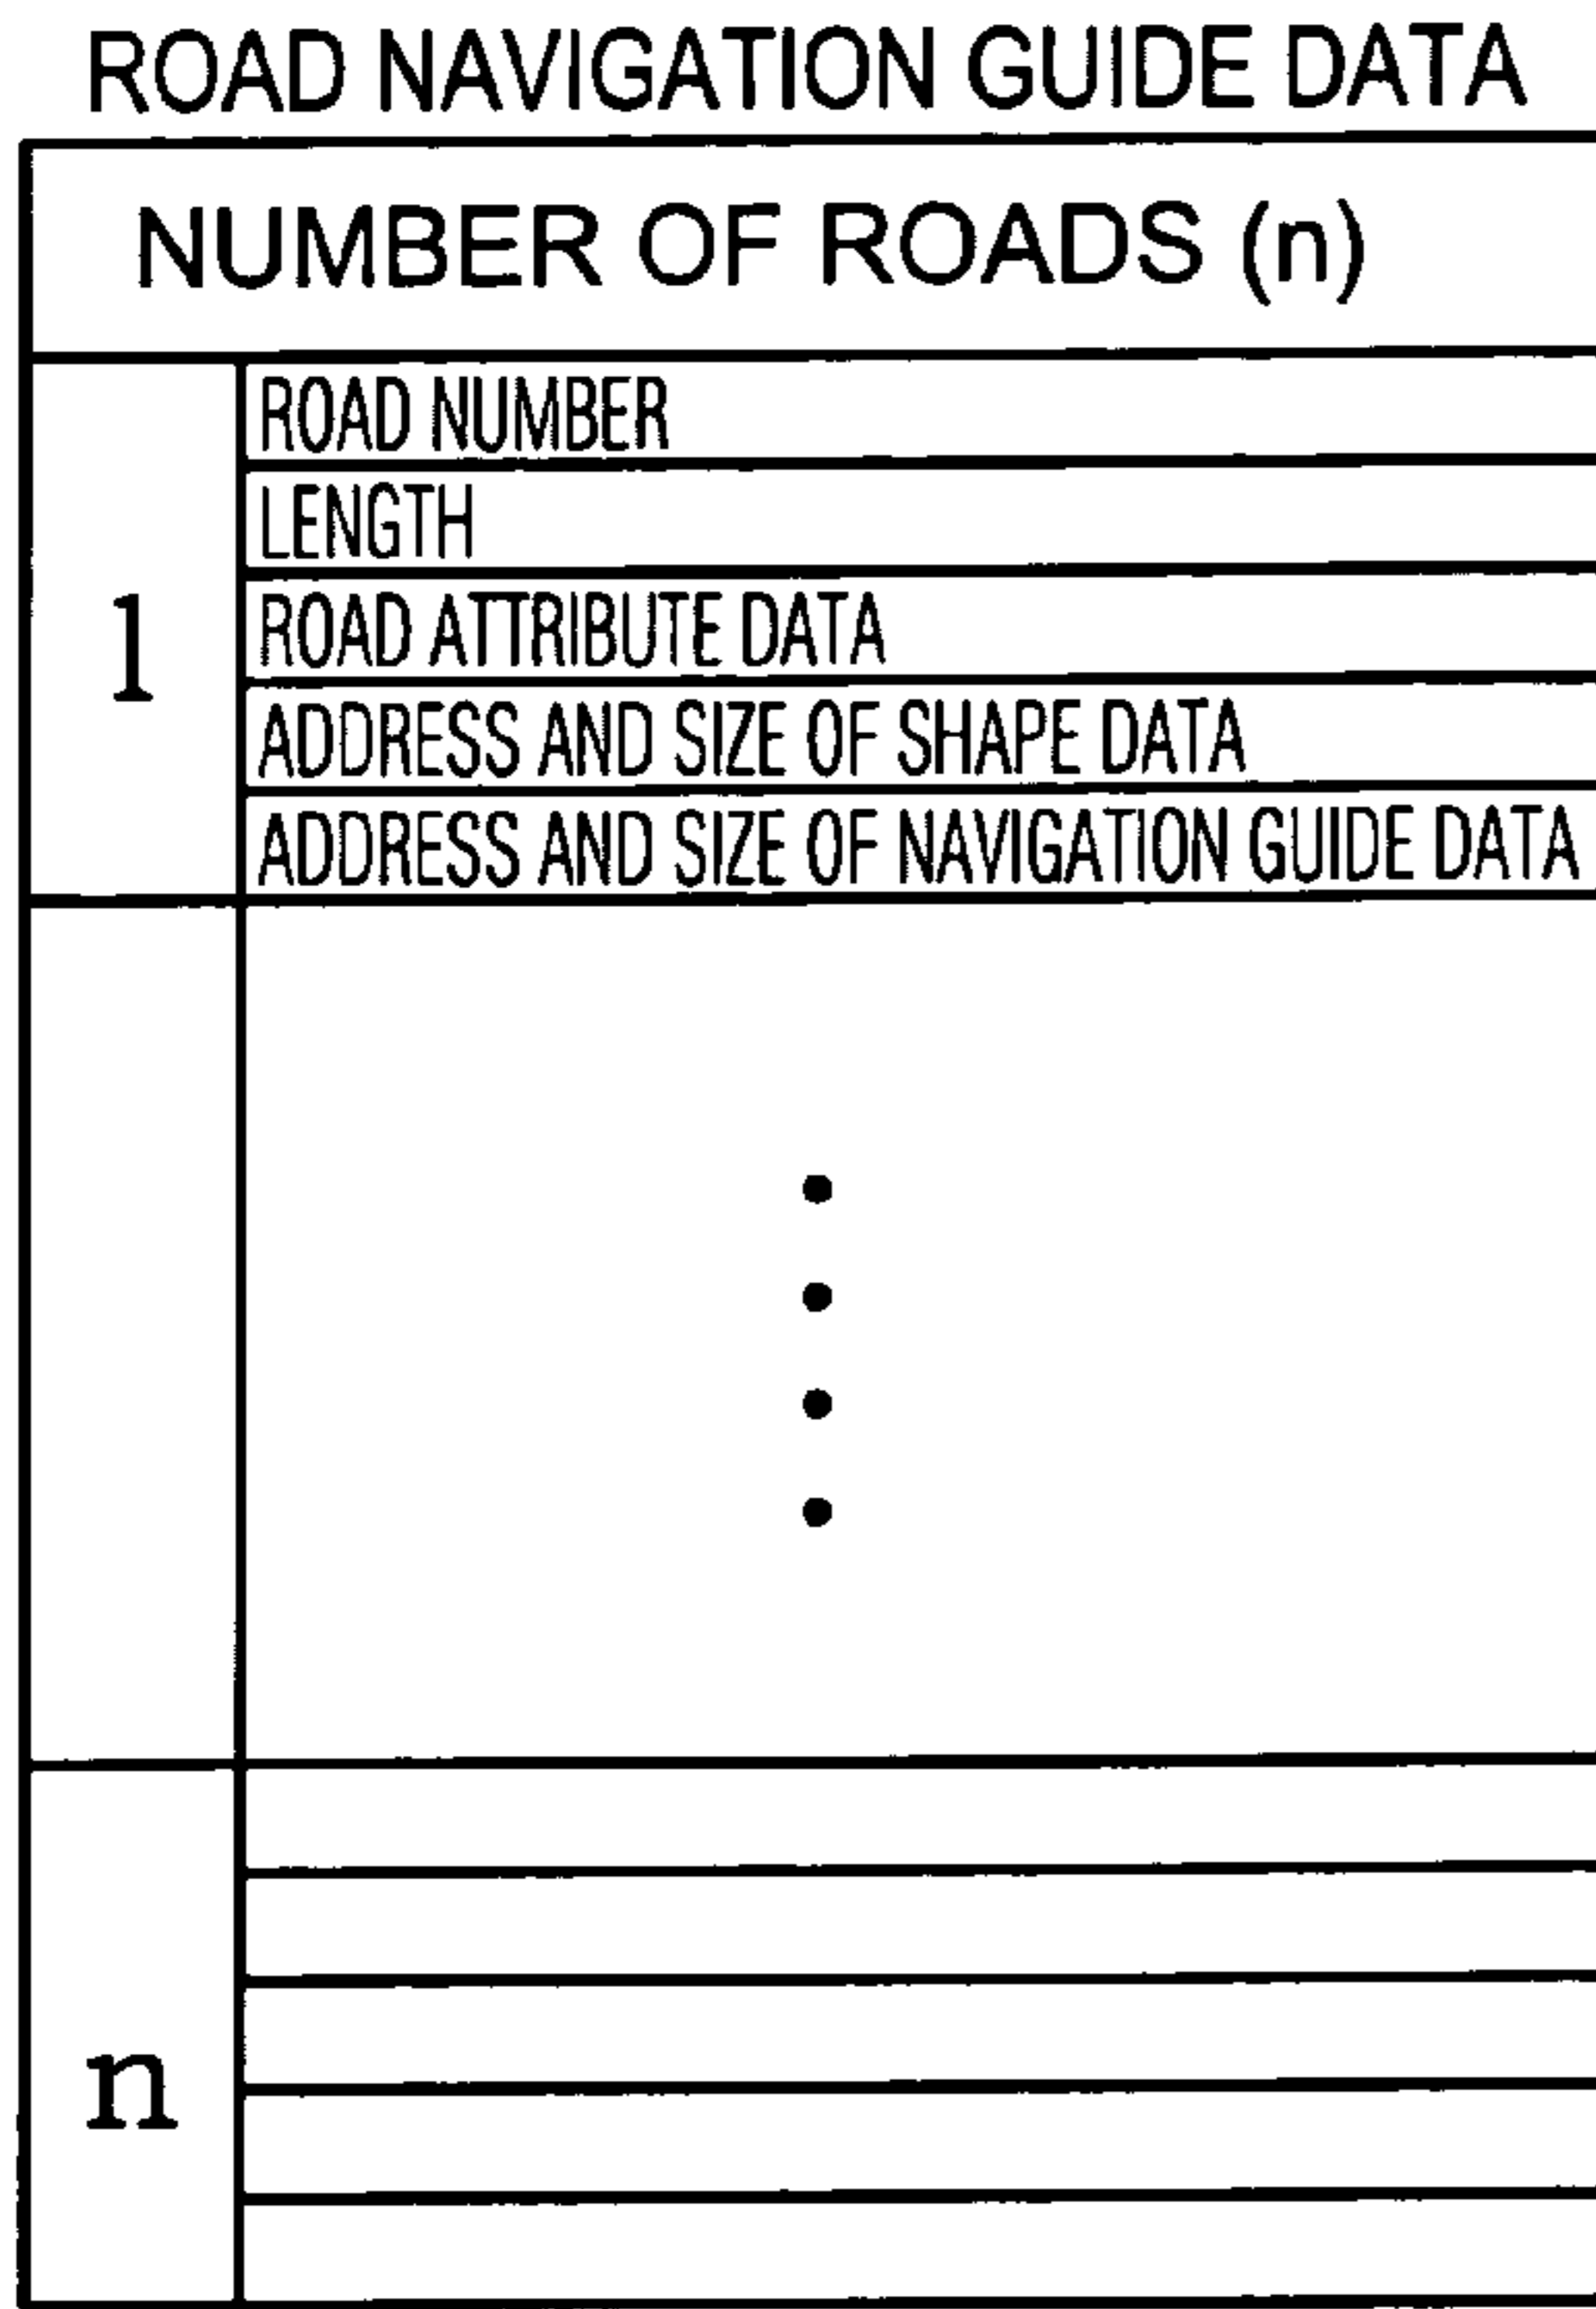 ROAD NAVIGATION GUIDE DATA
NUMBER OF ROADS (n)
1
ROAD NUMBER
LENGTH
ROAD ATTRIBUTE DATA
ADDRESS AND SIZE OF SHAPE DATA
ADDRESS AND SIZE OF NAVIGATION GUIDE DATA
n